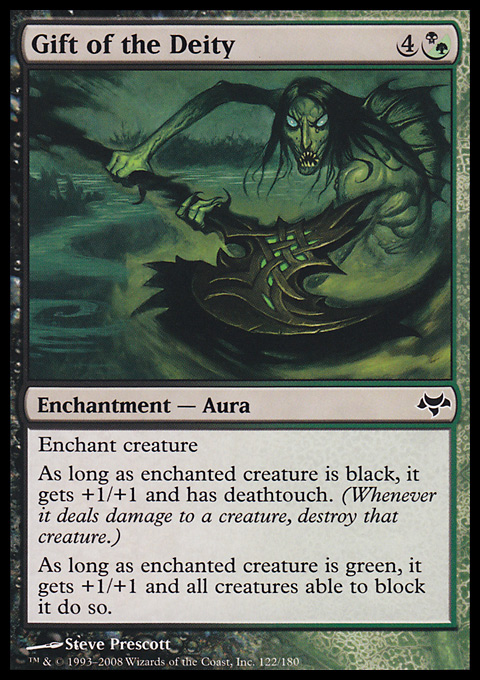 Gift of the Deity 4
Enchantment — Aura
Enchant creature
As long as enchanted creature is black, it
gets +1/+1 and has deathtouch. (Whenever
it deals damage to a creature, destroy that
creature.)
As long as enchanted creature is green, it
gets +1/+1 and all creatures able to block
it do so.
Steve Prescott
™ & © 1993–2008 Wizards of the Coast, Inc. 122/180